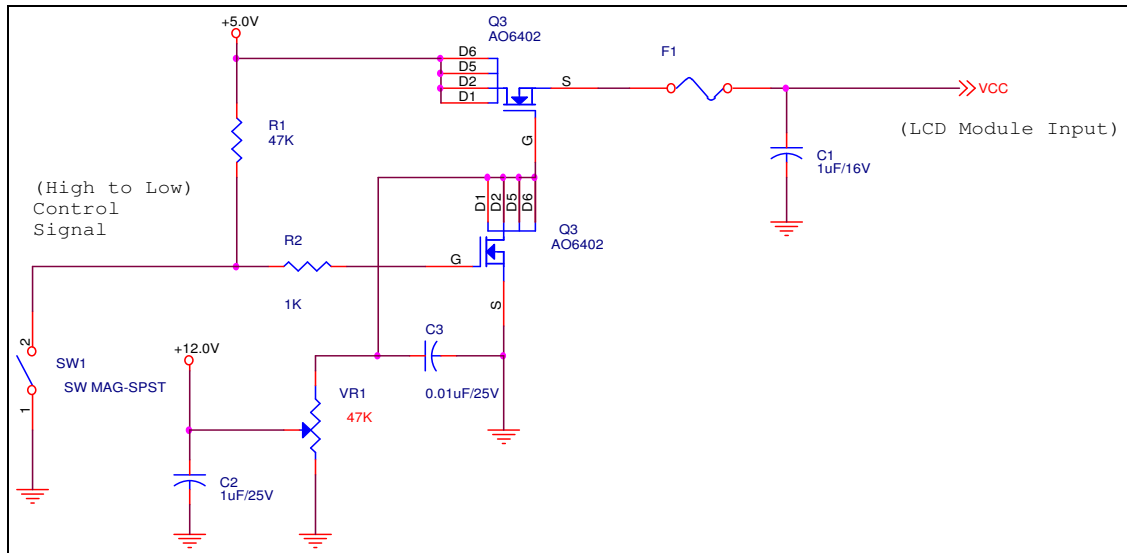 +5.0V
Q3
AO6402
D6
D5
D2
D1
S
G
F1
VCC
(LCD Module Input)
R1
47K
C1
1uF/16V
(High to Low)
Control
Signal
D1
D2
D5
D6
Q3
AO6402
R2
G
1K
S
C3
0.01uF/25V
+12.0V
2
SW1
SW MAG-SPST
1
VR1
47K
C2
1uF/25V